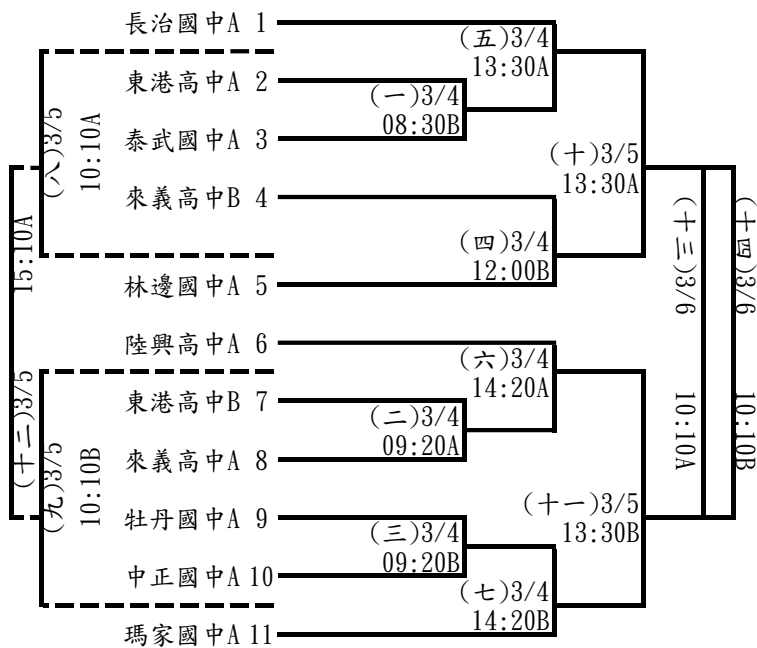 長治國中A 1
東港高中A 2
泰武國中A 3
來義高中B 4
林邊國中A 5
陸興高中A 6
東港高中B 7
來義高中A 8
牡丹國中A 9
中正國中A 10
瑪家國中A 11
(一)3/4
08:30B
(二)3/4
09:20A
(三)3/4
09:20B
(四)3/4
12:00B
(五)3/4
13:30A
(六)3/4
14:20A
(七)3/4
14:20B
(八)3/5
10:10A
(九)3/5
10:10B
(十)3/5
13:30A
(十一)3/5
13:30B
(十二)3/5
15:10A
(十三)3/6
10:10A
(十四)3/6
10:10B